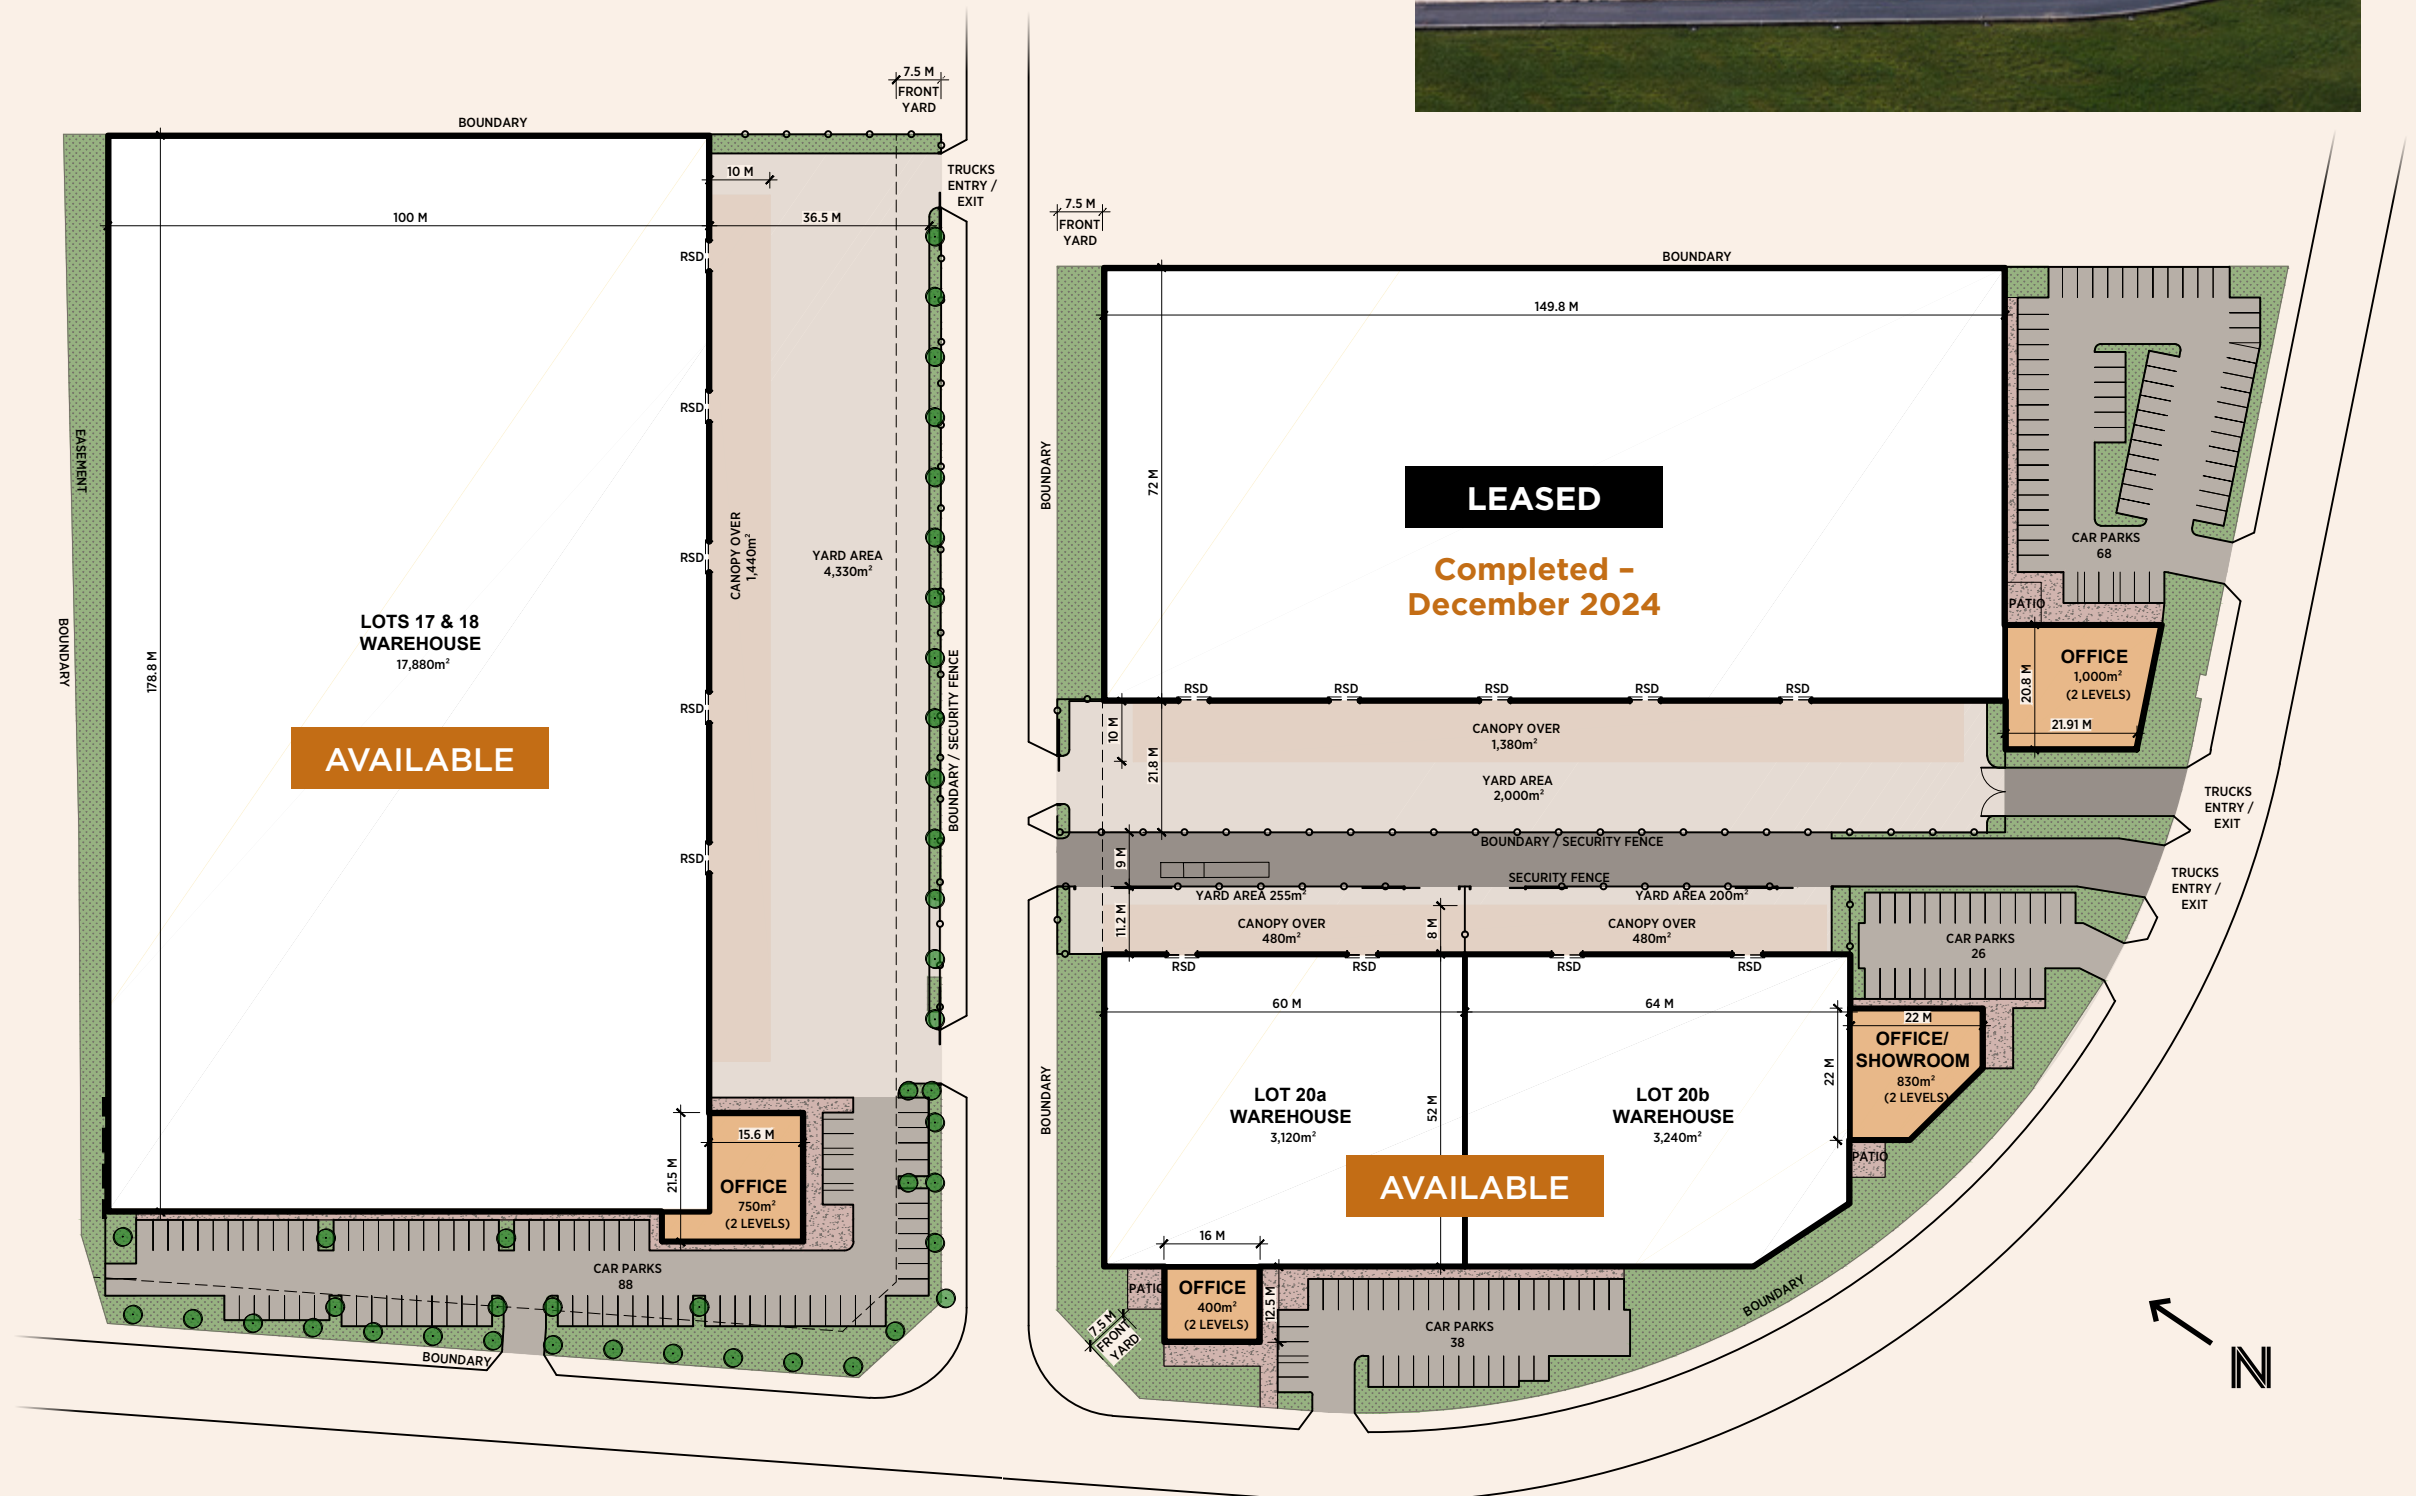 7.5 M
FRONT
YARD
BOUNDARY
TRUCKS
ENTRY /
EXIT
10 M
100 M
36.5 M
RSD
RSD
RSD
RSD
RSD
EASEMENT
BOUNDARY
178.8 M
LOTS 17 & 18
WAREHOUSE
17,880m²
AVAILABLE
CANOPY OVER
1,440m²
YARD AREA
4,330m²
BOUNDARY / SECURITY FENCE
15.6 M
21.5 M
OFFICE
750m²
(2 LEVELS)
CAR PARKS
88
BOUNDARY
7.5 M
FRONT
YARD
BOUNDARY
149.8 M
BOUNDARY
72 M
LEASED
Completed –
December 2024
CAR PARKS
68
PATIO
OFFICE
1,000m²
(2 LEVELS)
20.8 M
21.91 M
RSD
RSD
RSD
RSD
RSD
10 M
21.8 M
CANOPY OVER
1,380m²
YARD AREA
2,000m²
TRUCKS
ENTRY /
EXIT
BOUNDARY / SECURITY FENCE
9 M
SECURITY FENCE
TRUCKS
ENTRY /
EXIT
YARD AREA 255m²
YARD AREA 200m²
11.2 M
CANOPY OVER
480m²
8 M
CANOPY OVER
480m²
CAR PARKS
26
RSD
RSD
RSD
RSD
60 M
64 M
22 M
OFFICE/
SHOWROOM
830m²
(2 LEVELS)
22 M
BOUNDARY
LOT 20a
WAREHOUSE
3,120m²
52 M
LOT 20b
WAREHOUSE
3,240m²
PATIO
AVAILABLE
16 M
PATIO
OFFICE
400m²
(2 LEVELS)
12.5 M
7.5 M
FRONT
YARD
CAR PARKS
38
BOUNDARY
N